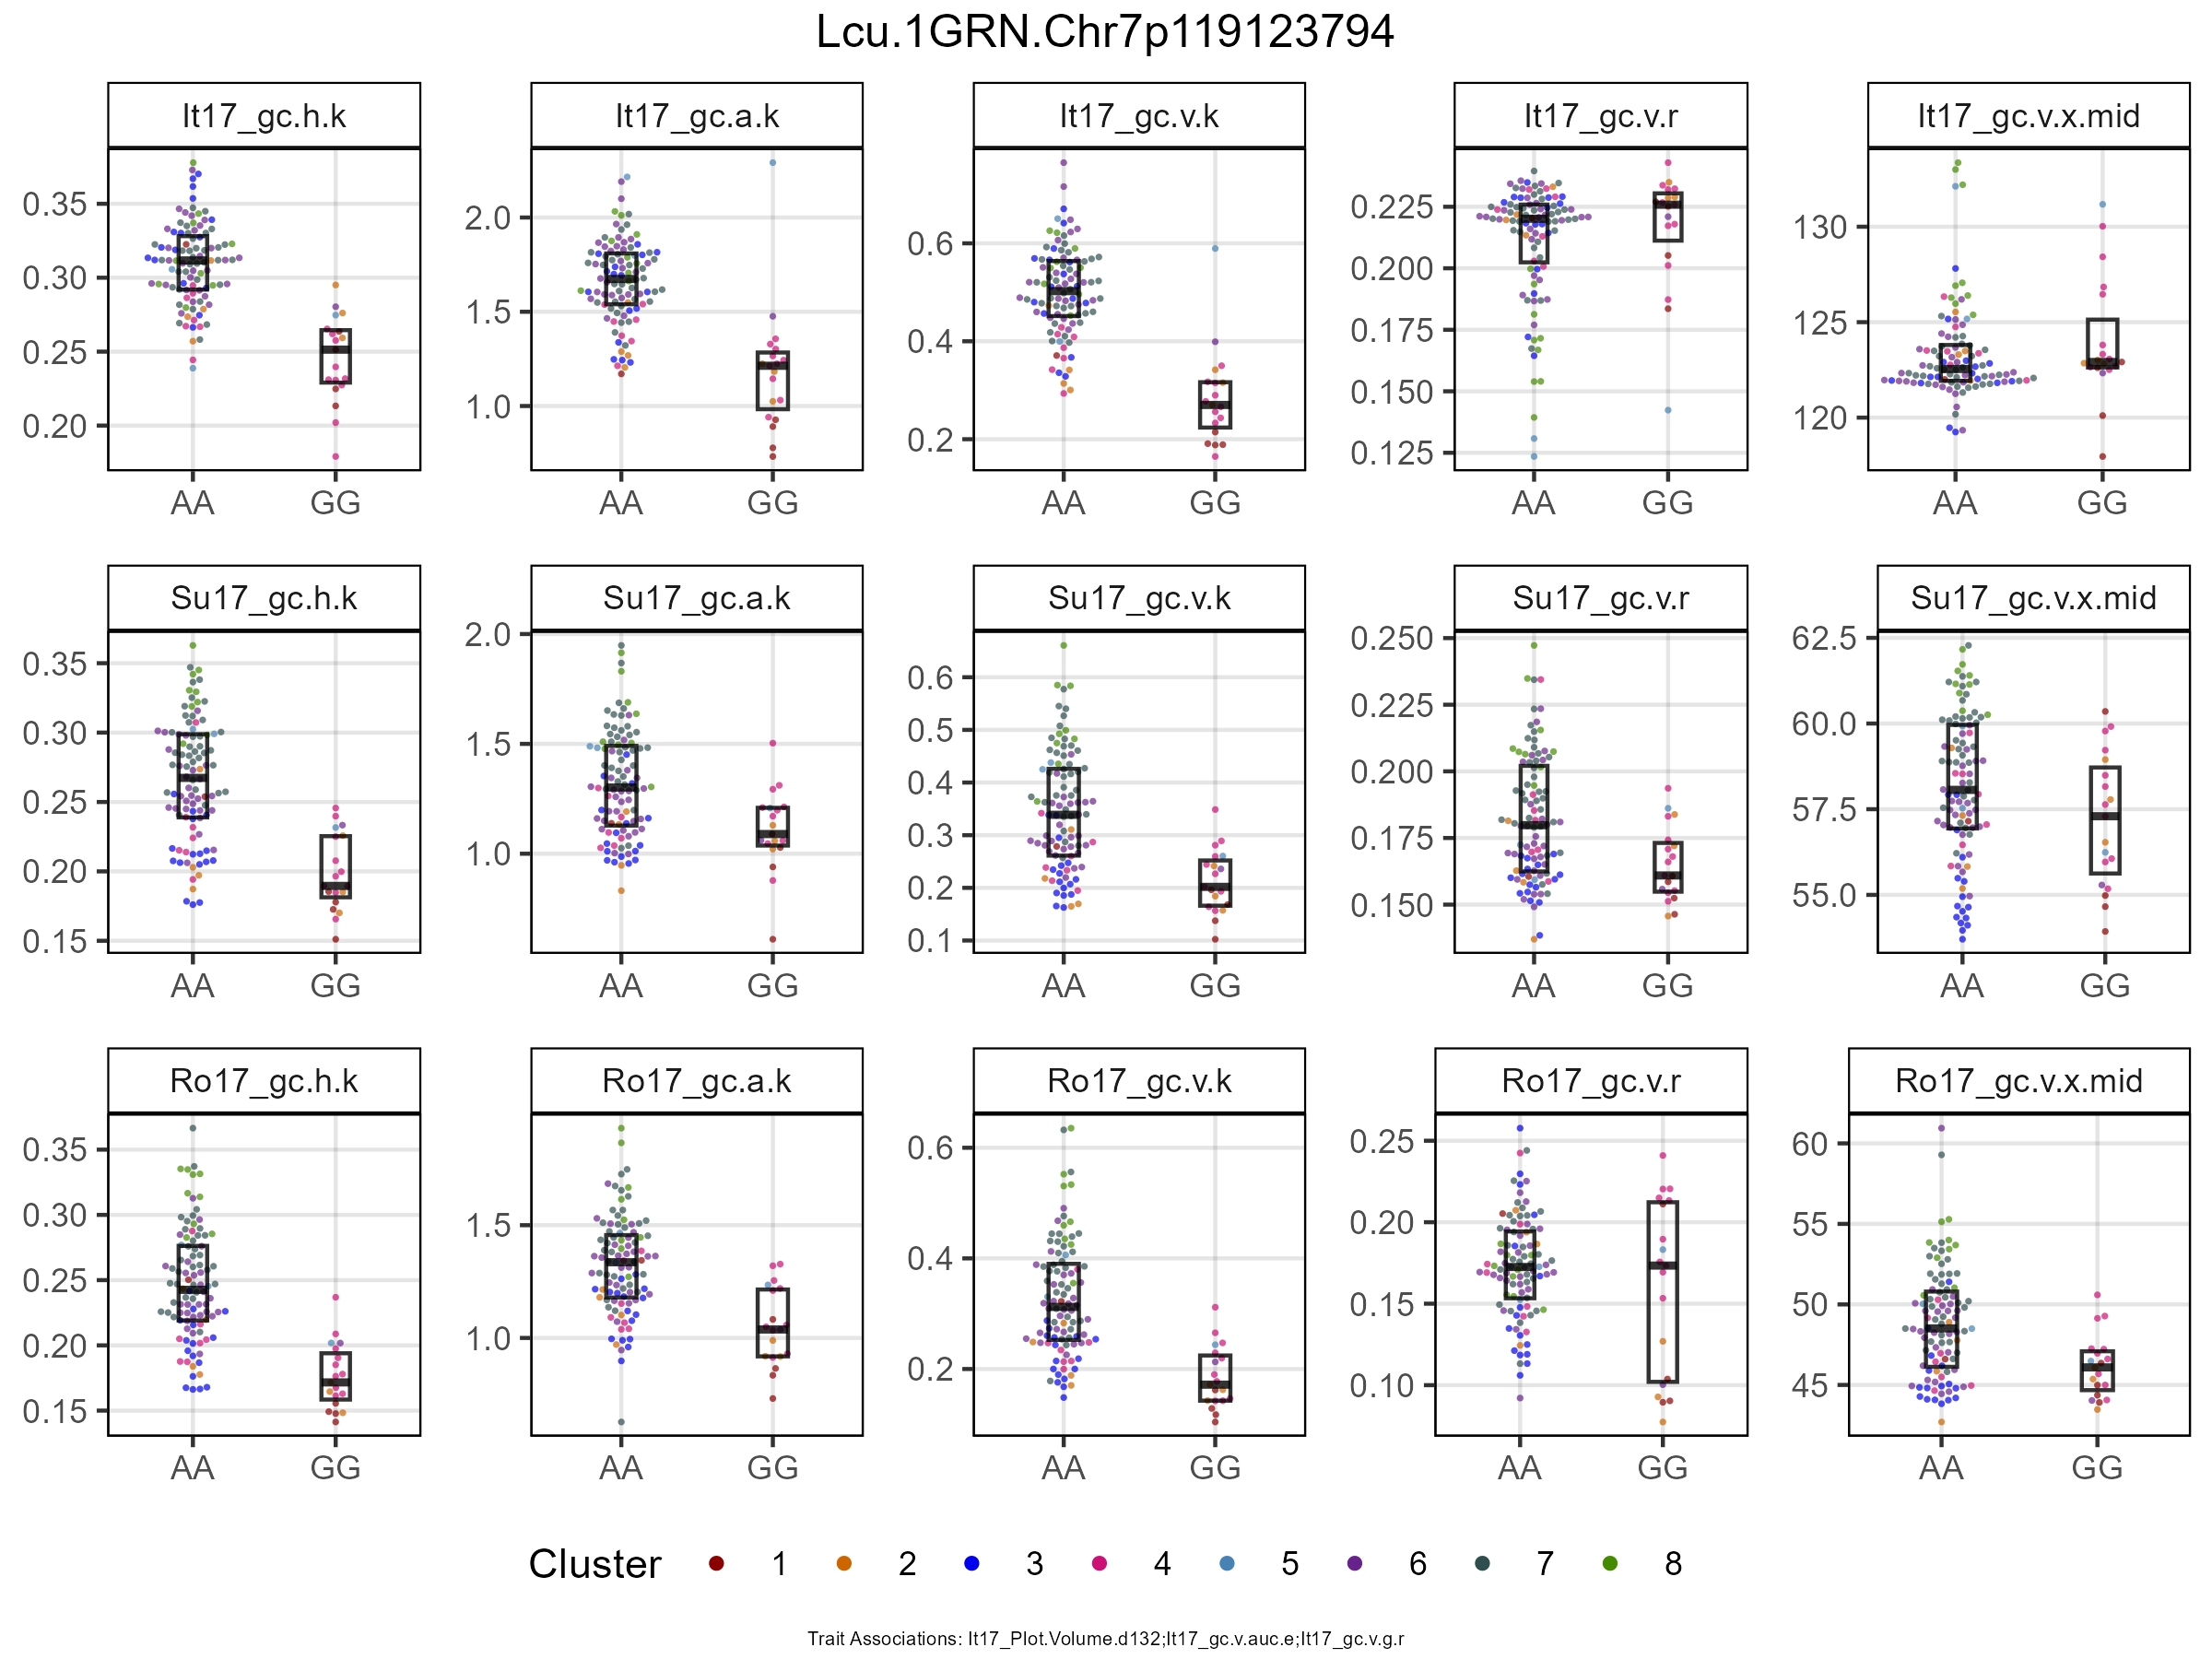 Lcu.1GRN.Chr7p119123794
It17_gc.h.k It17_gc.a.k It17_gc.v.k It17_gc.v.r It17_gc.v.x.mid
0.35 0.30 0.25 0.20
2.0 1.5 1.0
0.6 0.4 0.2
0.225 0.200 0.175 0.150 0.125
130 125 120
AA GG AA GG AA GG AA GG AA GG
Su17_gc.h.k Su17_gc.a.k Su17_gc.v.k Su17_gc.v.r Su17_gc.v.x.mid
0.35 0.30 0.25 0.20 0.15
2.0 1.5 1.0
0.6 0.5 0.4 0.3 0.2 0.1
0.250 0.225 0.200 0.175 0.150
62.5 60.0 57.5 55.0
AA GG AA GG AA GG AA GG AA GG
Ro17_gc.h.k Ro17_gc.a.k Ro17_gc.v.k Ro17_gc.v.r Ro17_gc.v.x.mid
0.35 0.30 0.25 0.20 0.15
1.5 1.0
0.6 0.4 0.2
0.25 0.20 0.15 0.10
60 55 50 45
AA GG AA GG AA GG AA GG AA GG
Cluster 1 2 3 4 5 6 7 8
Trait Associations: It17_Plot.Volume.d132;It17_gc.v.auc.e;It17_gc.v.g.r